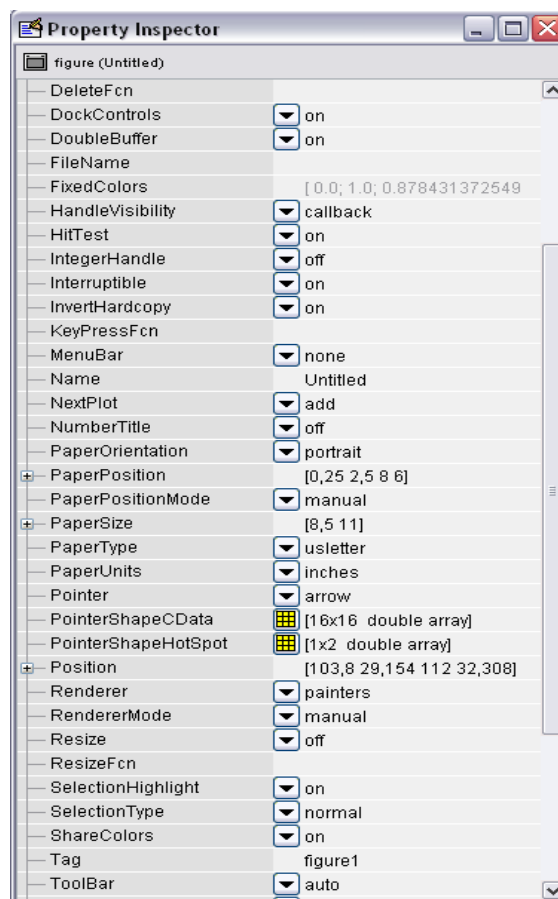 Property Inspector
figure (Untitled)
DeleteFcn
DockControls on
DoubleBuffer on
FileName
FixedColors [ 0.0; 1.0; 0.878431372549
HandleVisibility callback
HitTest on
IntegerHandle off
Interruptible on
InvertHardcopy on
KeyPressFcn
MenuBar none
Name Untitled
NextPlot add
NumberTitle off
PaperOrientation portrait
PaperPosition [0,25 2,5 8 6]
PaperPositionMode manual
PaperSize [8,5 11]
PaperType usletter
PaperUnits inches
Pointer arrow
PointerShapeCData [16x16 double array]
PointerShapeHotSpot [1x2 double array]
Position [103,8 29,154 112 32,308]
Renderer painters
RendererMode manual
Resize off
ResizeFcn
SelectionHighlight on
SelectionType normal
ShareColors on
Tag figure1
ToolBar auto